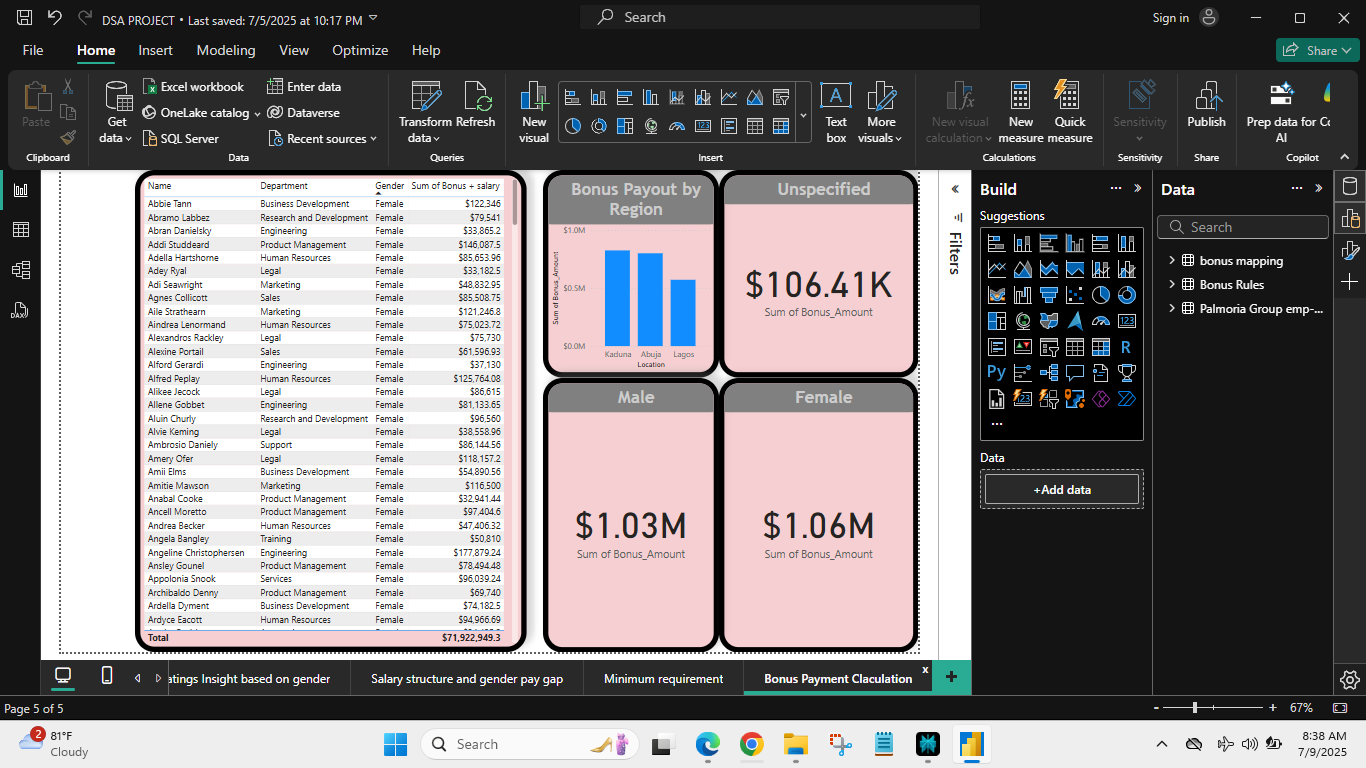 DSA PROJECT • Last saved: 7/5/2025 at 10:17 PM
Search
Sign in
File Home Insert Modeling View Optimize Help
Share
Paste
Get data
Excel workbook
OneLake catalog
SQL Server
Enter data
Dataverse
Recent sources
Transform data
Refresh
New visual
Text box
More visuals
New visual calculation
New measure
Quick measure
Sensitivity
Publish
Prep data for AI
Clipboard Data Queries Insert Calculations Sensitivity Share Copilot
Name Department Gender Sum of Bonus + salary
Abbie Tann Business Development Female $122,346
Abramo Labbez Research and Development Female $79,541
Abran Danielsky Engineering Female $33,865.2
Addi Studdeard Product Management Female $146,087.5
Adella Hartshorne Human Resources Female $85,653.96
Adey Ryal Legal Female $33,182.5
Adi Seawright Marketing Female $48,832.95
Agnes Collicott Sales Female $85,508.75
Aile Strathearn Marketing Female $121,246.8
Aindrea Lenormand Human Resources Female $75,023.72
Alexandros Rackley Legal Female $75,730
Alexine Portail Sales Female $61,596.93
Alford Gerardi Engineering Female $37,130
Alfred Peplay Human Resources Female $125,764.08
Alikee Jecock Legal Female $86,615
Allene Gobbet Engineering Female $81,133.65
Aluin Churly Research and Development Female $96,560
Alvie Keming Legal Female $38,558.96
Ambrosio Daniely Support Female $86,144.56
Amery Ofer Legal Female $118,157.2
Amii Elms Business Development Female $54,890.56
Amitie Mawson Marketing Female $116,500
Anabal Cooke Product Management Female $32,941.44
Ancell Moretto Product Management Female $97,404.6
Andrea Becker Human Resources Female $47,406.32
Angela Bangley Training Female $50,810
Angeline Christophersen Engineering Female $177,879.24
Ansley Gounel Product Management Female $78,494.48
Appolonia Snook Services Female $96,039.24
Archibaldo Denny Product Management Female $69,740
Ardella Dyment Business Development Female $74,182.5
Ardyce Eacott Human Resources Female $94,966.69
Total $71,922,949.3
Bonus Payout by
Region
$1.0M
$0.5M
$0.0M
Sum of Bonus_Amount
Kaduna Abuja Lagos
Location
Unspecified
$106.41K
Sum of Bonus_Amount
Male
$1.03M
Sum of Bonus_Amount
Female
$1.06M
Sum of Bonus_Amount
Filters
Build
Suggestions
R
Py
123
Data
+Add data
Data
Search
bonus mapping
Bonus Rules
Palmoria Group emp-...
atings Insight based on gender
Salary structure and gender pay gap
Minimum requirement
Bonus Payment Claculation
x
+
Page 5 of 5
- + 67%
2
81°F
Cloudy
Search
8:38 AM
7/9/2025